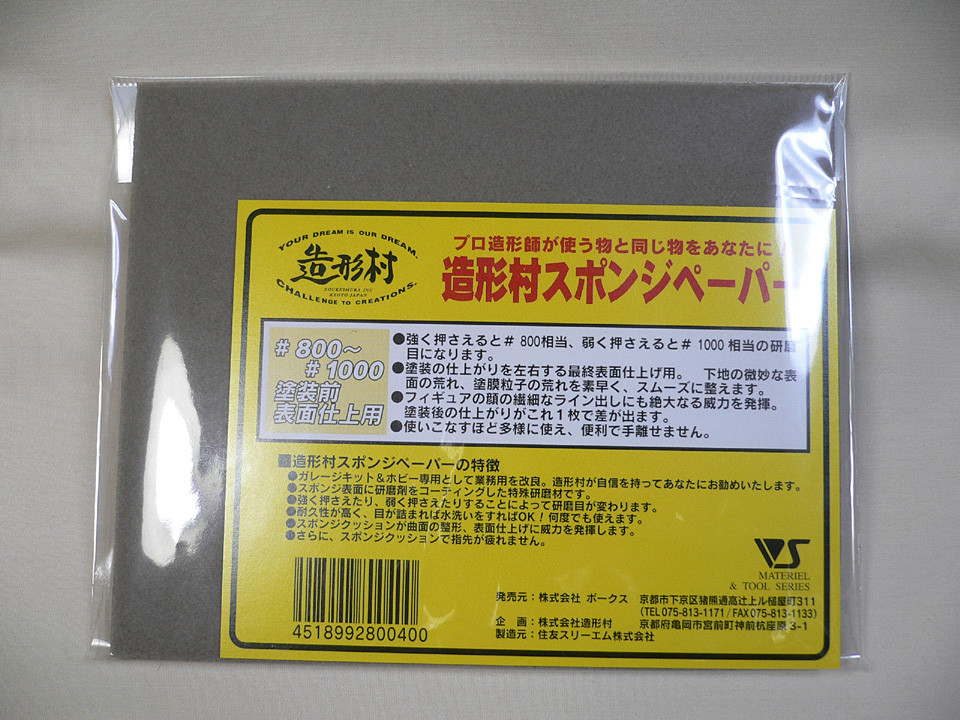 YOUR DREAM IS OUR DREAM.
造形村
ZOUKEIMURA INC
KYOTO JAPAN
CHALLENGE TO CREATIONS.
プロ造形師が使う物と同じ物をあなたに
造形村スポンジペーパー
#800〜
#1000
塗装前
表面仕上用
●強く押さえると#800相当、弱く押さえると#1000相当の研磨
目になります。
●塗装の仕上がりを左右する最終表面仕上げ用。 下地の微妙な表
面の荒れ、塗膜粒子の荒れを素早く、スムーズに整えます。
●フィギュアの顔の繊細なライン出しにも絶大なる威力を発揮。
塗装後の仕上がりがこれ1枚で差が出ます。
●使いこなすほど多様に使え、便利で手離せません。
造形村スポンジペーパーの特徴
●ガレージキット&ホビー専用として業務用を改良。造形村が自信を持ってあなたにお勧めいたします。
●スポンジ表面に研磨剤をコーティングした特殊研磨材です。
●強く押さえたり、弱く押さえたりすることによって研磨目が変わります。
●耐久性が高く、目が詰まれば水洗いをすればOK!何度でも使えます。
●スポンジクッションが曲面の整形、表面仕上げに威力を発揮します。
●さらに、スポンジクッションで指先が疲れません。
VS
MATERIEL
& TOOL SERIES
4518992800400
発売元:株式会社 ボークス 京都市下京区猪熊通高辻上ル槌屋町311
(TEL 075-813-1171/FAX 075-813-1133)
企 画:株式会社造形村 京都府亀岡市宮前町神前杭座原3-1
製造元:住友スリーエム株式会社